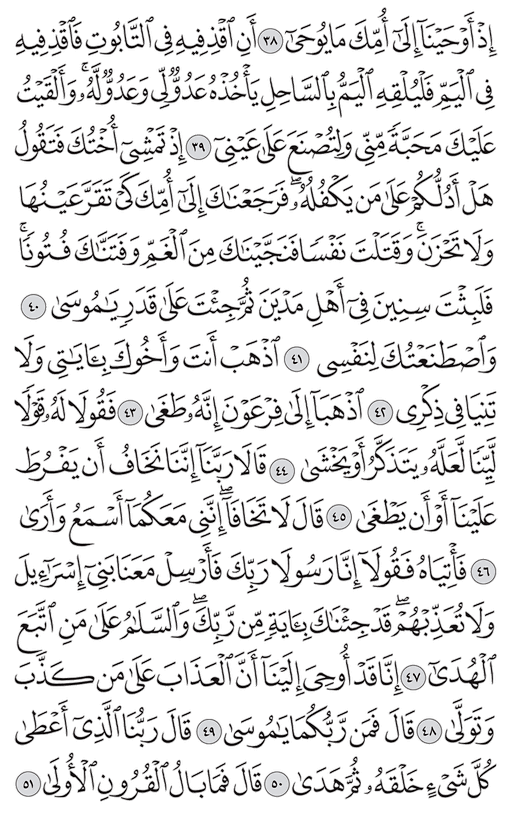 إِذْ أَوْحَيْنَآ إِلَىٰٓ أُمِّكَ مَا يُوحَىٰٓ ٣٨ أَنِ ٱقْذِفِيهِ فِى ٱلتَّابُوتِ فَٱقْذِفِيهِ
فِى ٱلْيَمِّ فَلْيُلْقِهِ ٱلْيَمُّ بِٱلسَّاحِلِ يَأْخُذْهُ عَدُوٌّ لِّى وَعَدُوٌّ لَّهُۥ ۚ وَأَلْقَيْتُ
عَلَيْكَ مَحَبَّةً مِّنِّى وَلِتُصْنَعَ عَلَىٰ عَيْنِىٓ ٣٩ إِذْ تَمْشِىٓ أُخْتُكَ فَتَقُولُ
هَلْ أَدُلُّكُمْ عَلَىٰ مَن يَكْفُلُهُۥ ۖ فَرَجَعْنَٰكَ إِلَىٰٓ أُمِّكَ كَىْ تَقَرَّ عَيْنُهَا
وَلَا تَحْزَنَ ۚ وَقَتَلْتَ نَفْسًا فَنَجَّيْنَٰكَ مِنَ ٱلْغَمِّ وَفَتَنَّٰكَ فُتُونًا ۚ
فَلَبِثْتَ سِنِينَ فِىٓ أَهْلِ مَدْيَنَ ثُمَّ جِئْتَ عَلَىٰ قَدَرٍ يَٰمُوسَىٰ ٤٠
وَٱصْطَنَعْتُكَ لِنَفْسِى ٤١ ٱذْهَبْ أَنتَ وَأَخُوكَ بِـَٔايَٰتِى وَلَا
تَنِيَا فِى ذِكْرِى ٤٢ ٱذْهَبَآ إِلَىٰ فِرْعَوْنَ إِنَّهُۥ طَغَىٰ ٤٣ فَقُولَا لَهُۥ قَوْلًا
لَّيِّنًا لَّعَلَّهُۥ يَتَذَكَّرُ أَوْ يَخْشَىٰ ٤٤ قَالَا رَبَّنَآ إِنَّنَا نَخَافُ أَن يَفْرُطَ
عَلَيْنَآ أَوْ أَن يَطْغَىٰ ٤٥ قَالَ لَا تَخَافَآ ۖ إِنَّنِى مَعَكُمَآ أَسْمَعُ وَأَرَىٰ
٤٦ فَأْتِيَاهُ فَقُولَآ إِنَّا رَسُولَا رَبِّكَ فَأَرْسِلْ مَعَنَا بَنِىٓ إِسْرَٰٓءِيلَ
وَلَا تُعَذِّبْهُمْ ۖ قَدْ جِئْنَٰكَ بِـَٔايَةٍ مِّن رَّبِّكَ ۖ وَٱلسَّلَٰمُ عَلَىٰ مَنِ ٱتَّبَعَ
ٱلْهُدَىٰٓ ٤٧ إِنَّا قَدْ أُوحِىَ إِلَيْنَآ أَنَّ ٱلْعَذَابَ عَلَىٰ مَن كَذَّبَ
وَتَوَلَّىٰ ٤٨ قَالَ فَمَن رَّبُّكُمَا يَٰمُوسَىٰ ٤٩ قَالَ رَبُّنَا ٱلَّذِىٓ أَعْطَىٰ
كُلَّ شَىْءٍ خَلْقَهُۥ ثُمَّ هَدَىٰ ٥٠ قَالَ فَمَا بَالُ ٱلْقُرُونِ ٱلْأُولَىٰ ٥١